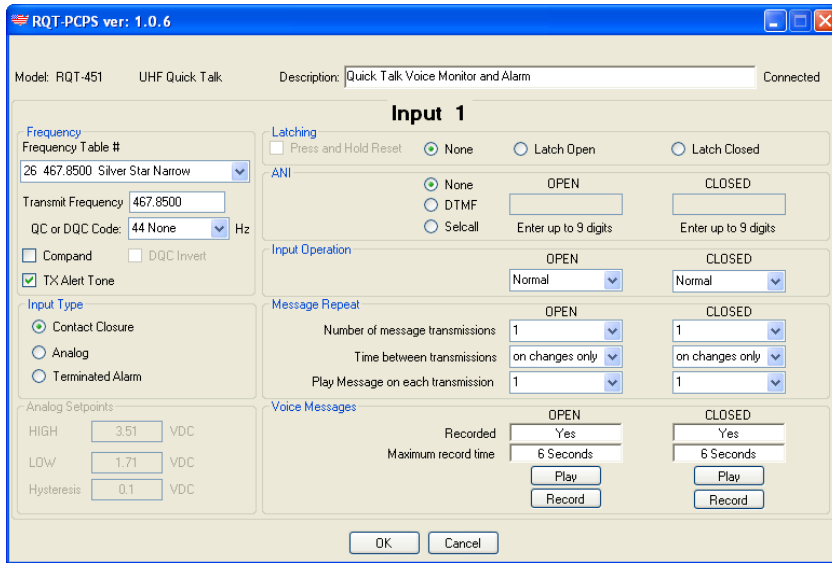 RQT-PCPS ver: 1.0.6
Model: RQT-451 UHF Quick Talk Description: Quick Talk Voice Monitor and Alarm Connected
Input 1
Frequency
Frequency Table #
26 467.8500 Silver Star Narrow
Transmit Frequency 467.8500
QC or DQC Code: 44 None Hz
Compand DQC Invert
TX Alert Tone
Input Type
Contact Closure
Analog
Terminated Alarm
Analog Setpoints
HIGH 3.51 VDC
LOW 1.71 VDC
Hysteresis 0.1 VDC
Latching
Press and Hold Reset None Latch Open Latch Closed
ANI
None OPEN CLOSED
DTMF
Selcall Enter up to 9 digits Enter up to 9 digits
Input Operation
OPEN CLOSED
Normal Normal
Message Repeat
OPEN CLOSED
Number of message transmissions 1 1
Time between transmissions on changes only on changes only
Play Message on each transmission 1 1
Voice Messages
OPEN CLOSED
Recorded Yes Yes
Maximum record time 6 Seconds 6 Seconds
Play Play
Record Record
OK Cancel